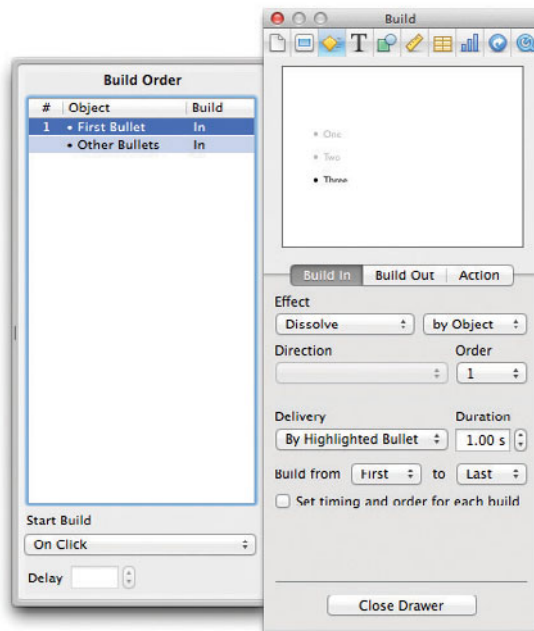 Build Order
# Object Build
1 • First Bullet In
• Other Bullets In
Start Build
On Click
Delay
Build
T
• One
• Two
• Three
Build In Build Out Action
Effect
Dissolve by Object
Direction Order
1
Delivery Duration
By Highlighted Bullet 1.00 s
Build from First to Last
Set timing and order for each build
Close Drawer